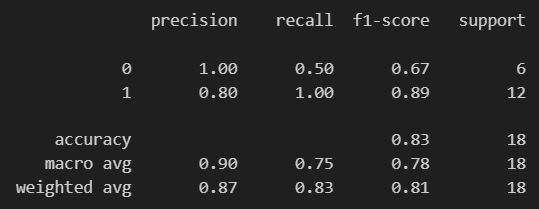 precision recall f1-score support
0 1.00 0.50 0.67 6
1 0.80 1.00 0.89 12
accuracy 0.83 18
macro avg 0.90 0.75 0.78 18
weighted avg 0.87 0.83 0.81 18